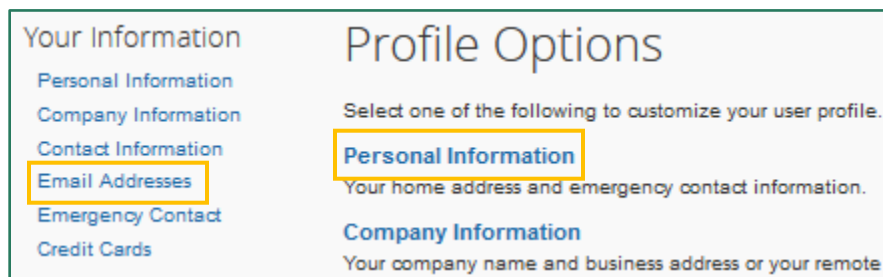 Your Information
Personal Information
Company Information
Contact Information
Email Addresses
Emergency Contact
Credit Cards
Profile Options
Select one of the following to customize your user profile.
Personal Information
Your home address and emergency contact information.
Company Information
Your company name and business address or your remote